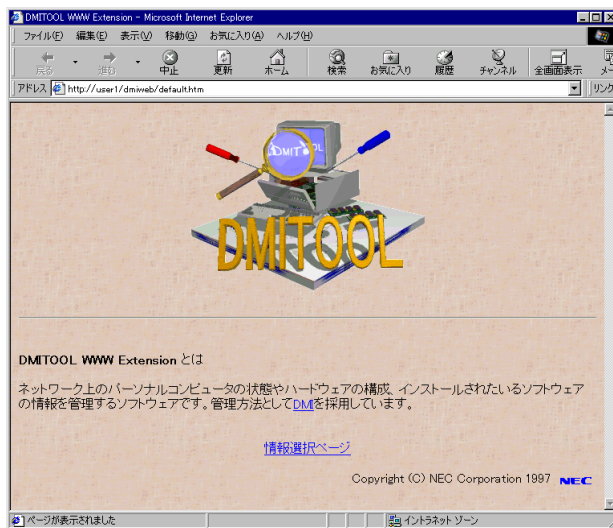 DMITOOL WWW Extension - Microsoft Internet Explorer
ファイル(F) 編集(E) 表示(V) 移動(G) お気に入り(A) ヘルプ(H)
戻る 進む 中止 更新 ホーム 検索 お気に入り 履歴 チャンネル 全画面表示 メー
アドレス http://user1/dmiweb/default.htm リンク
DMITOOL
DMITOOL
DMITOOL WWW Extension とは
ネットワーク上のパーソナルコンピュータの状態やハードウェアの構成、インストールされたいるソフトウェア
の情報を管理するソフトウェアです。管理方法としてDMIを採用しています。
情報選択ページ
Copyright (C) NEC Corporation 1997 NEC
ページが表示されました イントラネット ゾーン